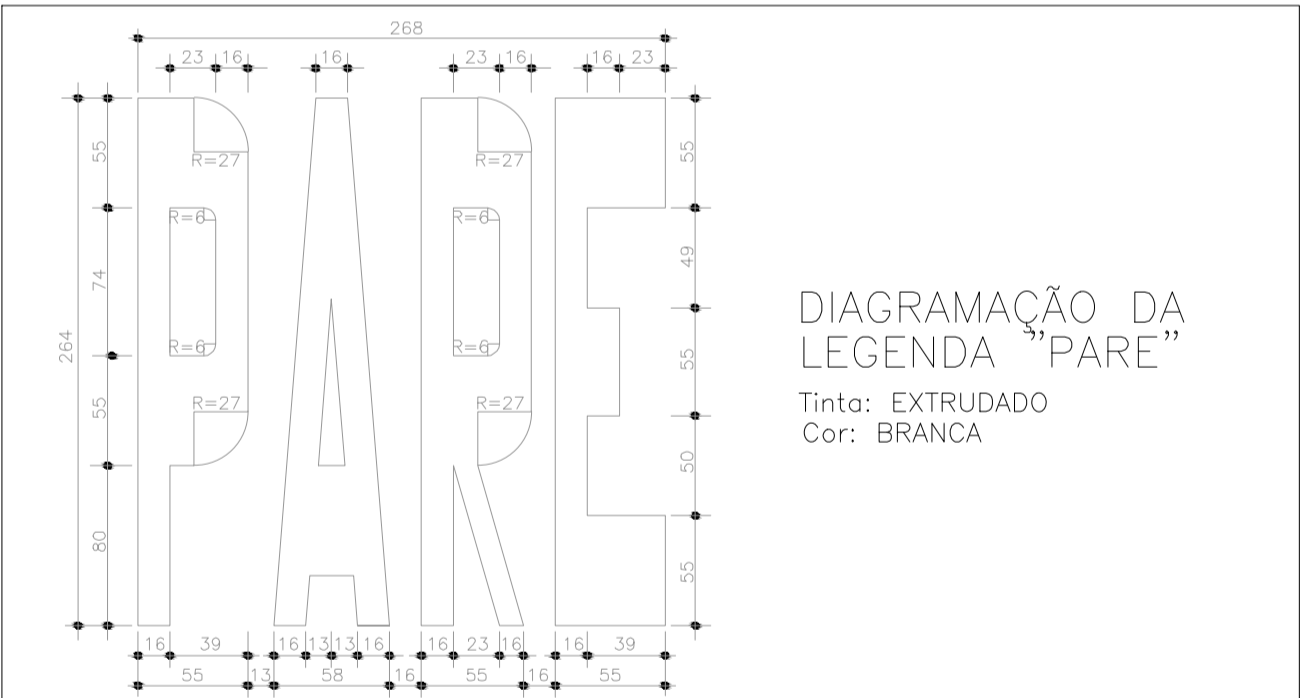 268
23 16 16 23 16 16 23
55 R=27 R=27 55
R=6 R=6
74 49
264
R=6 R=6 55
55 R=27 R=27
50
80 55
16 39 16 13 13 16 16 23 16 16 39
55 13 58 16 55 16 55
DIAGRAMAÇÃO DA
LEGENDA "PARE"
Tinta: EXTRUDADO
Cor: BRANCA
PARE